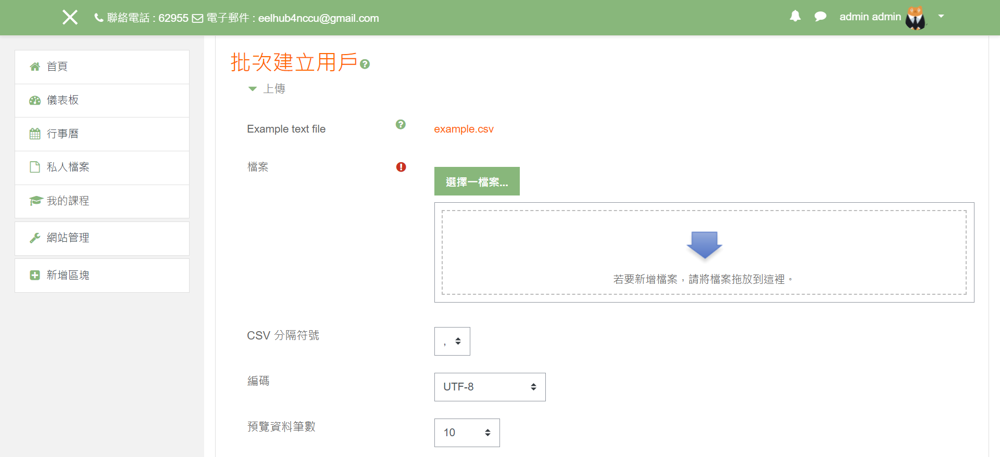 聯絡電話 : 62955 電子郵件 : eelhub4nccu@gmail.com
admin admin
首頁
儀表板
行事曆
私人檔案
我的課程
網站管理
新增區塊
批次建立用戶
上傳
Example text file
example.csv
檔案
選擇一檔案...
若要新增檔案，請將檔案拖放到這裡。
CSV 分隔符號
,
編碼
UTF-8
預覽資料筆數
10